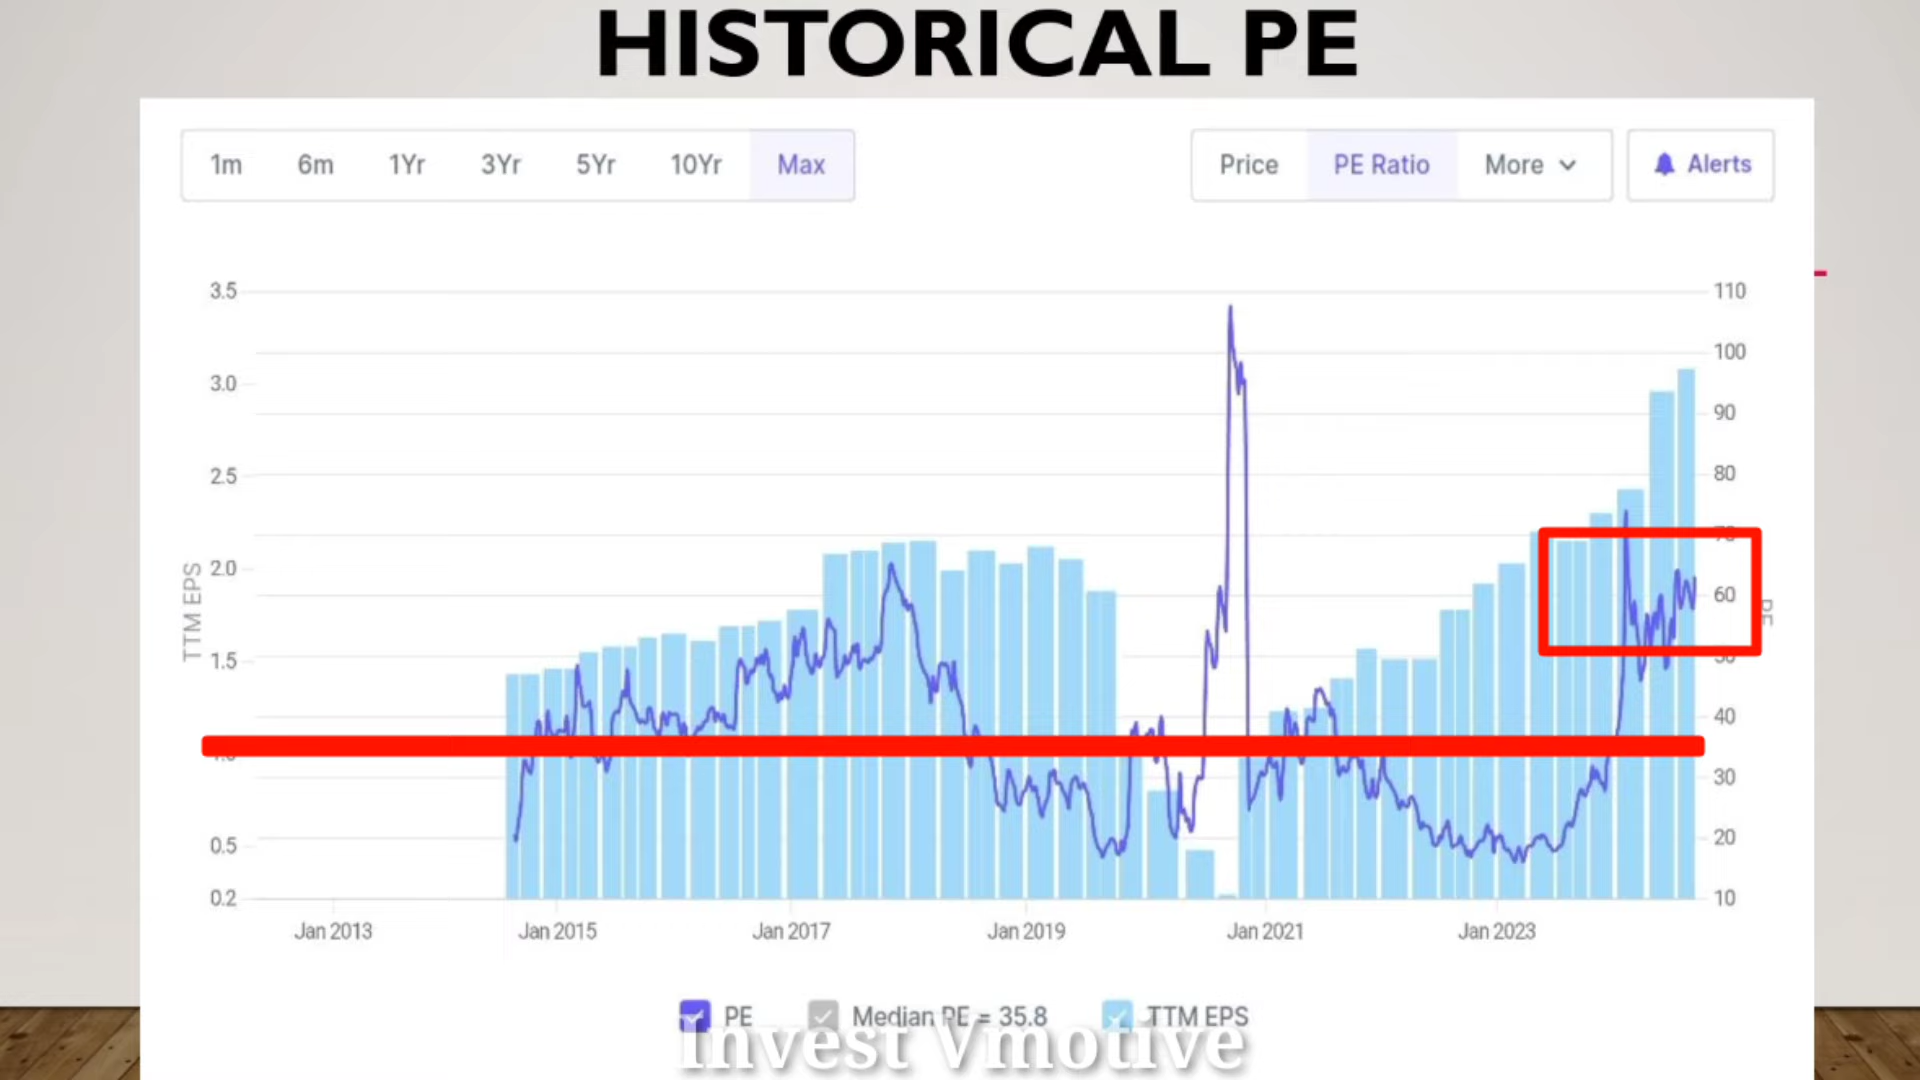 HISTORICAL PE
1m 6m 1Yr 3Yr 5Yr 10Yr Max
Price PE Ratio More Alerts
3.5 110
100
3.0
90
2.5 80
2.0
60
TTM EPS
1.5
40
30
0.5 20
0.2 10
Jan 2013 Jan 2015 Jan 2017 Jan 2019 Jan 2021 Jan 2023
PE Median PE = 35.8 TTM EPS
Invest Vmotive